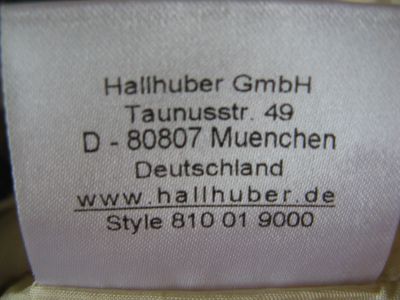 Hallhuber GmbH
Taunusstr. 49
D - 80807 Muenchen
Deutschland
www.hallhuber.de
Style 810 01 9000